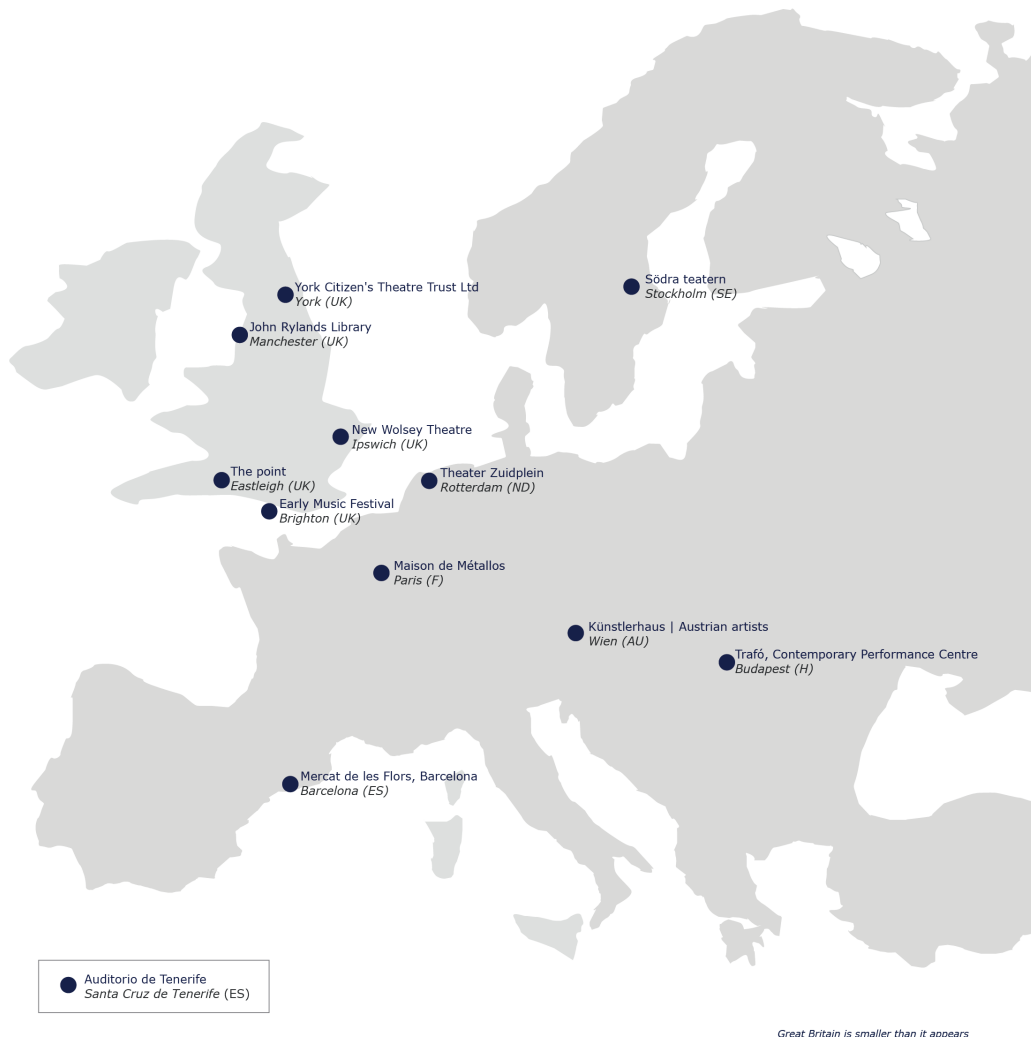 York Citizen's Theatre Trust Ltd
York (UK)
John Rylands Library
Manchester (UK)
Södra teatern
Stockholm (SE)
New Wolsey Theatre
Ipswich (UK)
The point
Eastleigh (UK)
Early Music Festival
Brighton (UK)
Theater Zuidplein
Rotterdam (ND)
Maison de Métallos
Paris (F)
Künstlerhaus | Austrian artists
Wien (AU)
Trafó, Contemporary Performance Centre
Budapest (H)
Mercat de les Flors, Barcelona
Barcelona (ES)
Auditorio de Tenerife
Santa Cruz de Tenerife (ES)
Great Britain is smaller than it appears